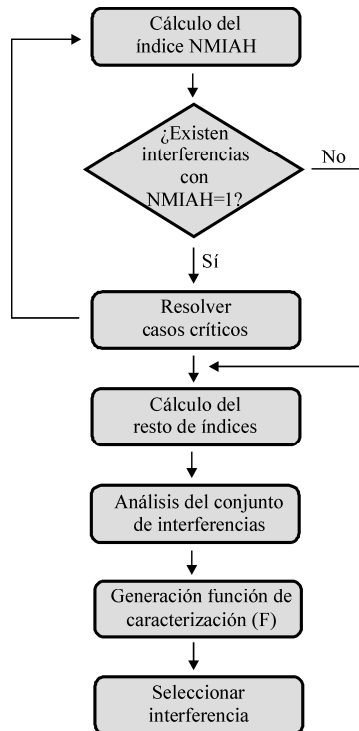 Cálculo del
índice NMIAH
¿Existen
interferencias
con
NMIAH=1?
No
Sí
Resolver
casos críticos
Cálculo del
resto de índices
Análisis del conjunto
de interferencias
Generación función de
caracterización (F)
Seleccionar
interferencia